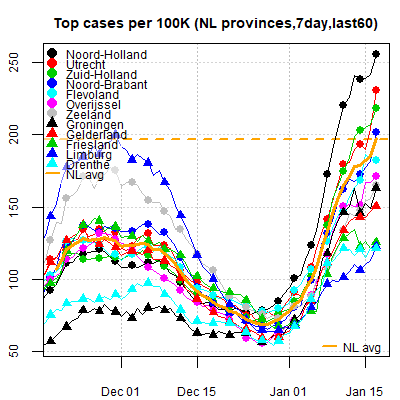 Top cases per 100K (NL provinces,7day,last60)
250
200
150
100
50
Noord-Holland
Utrecht
Zuid-Holland
Noord-Brabant
Flevoland
Overijssel
Zeeland
Groningen
Gelderland
Friesland
Limburg
Drenthe
NL avg
NL avg
Dec 01
Dec 15
Jan 01
Jan 15